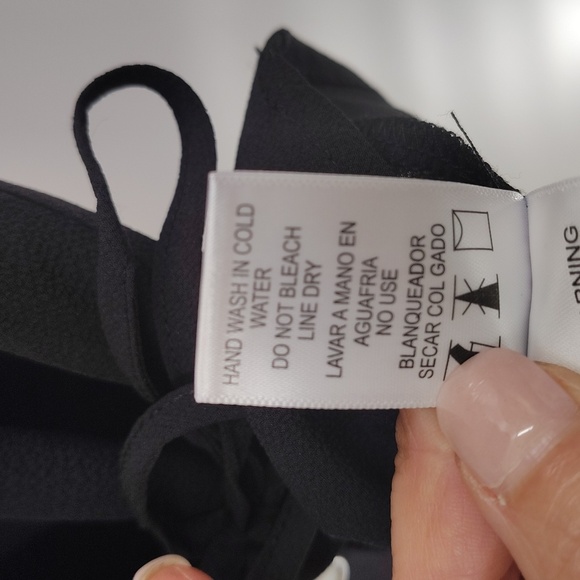 HAND WASH IN COLD
WATER
DO NOT BLEACH
LINE DRY
LAVAR A MANO EN
AGUAFRIA
NO USE
BLANQUEADOR
SECAR COL GADO